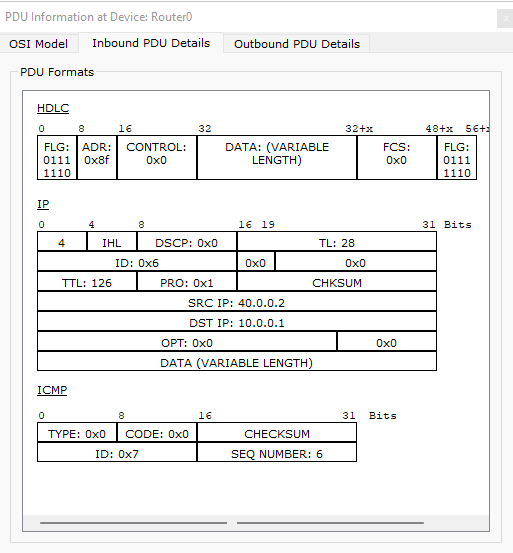 PDU Information at Device: Router0
x
OSI Model Inbound PDU Details Outbound PDU Details
PDU Formats
HDLC
0 8 16 32 32+x 48+x 56+x
FLG: ADR: CONTROL: DATA: (VARIABLE FCS: FLG:
0111 0x8f 0x0 LENGTH) 0x0 0111
1110 1110
IP
0 4 8 16 19 31 Bits
4 IHL DSCP: 0x0 TL: 28
ID: 0x6 0x0 0x0
TTL: 126 PRO: 0x1 CHKSUM
SRC IP: 40.0.0.2
DST IP: 10.0.0.1
OPT: 0x0 0x0
DATA (VARIABLE LENGTH)
ICMP
0 8 16 31 Bits
TYPE: 0x0 CODE: 0x0 CHECKSUM
ID: 0x7 SEQ NUMBER: 6